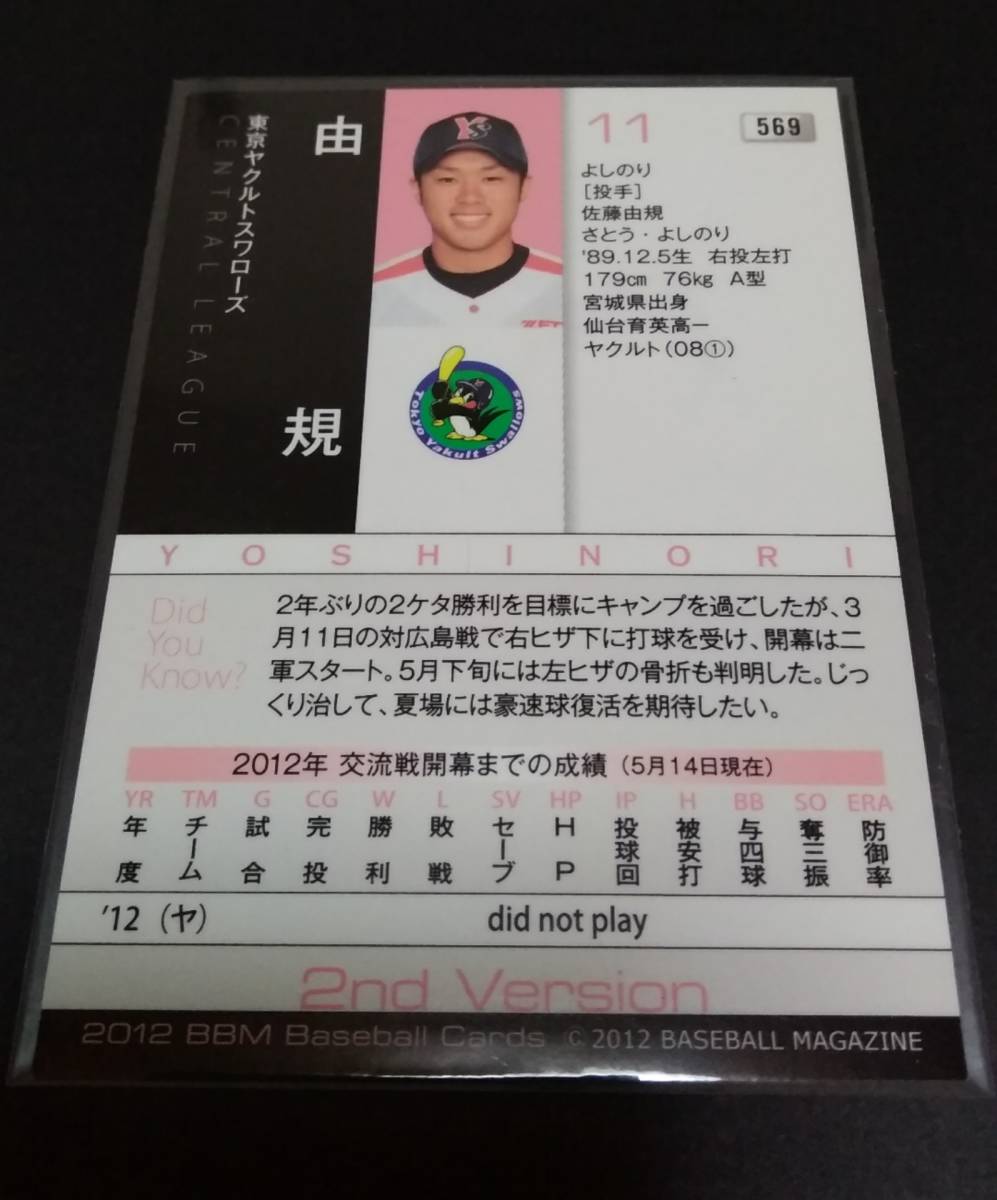 東京ヤクルトスワローズ
CENTRAL LEAGUE
由規
YS
Tokyo Yakult Swallows
11
569
よしのり
[投手]
佐藤由規
さとう・よしのり
'89.12.5生 右投左打
179cm 76kg A型
宮城県出身
仙台育英高ー
ヤクルト(08①)
YOSHINORI
Did
You
Know?
2年ぶりの2ケタ勝利を目標にキャンプを過ごしたが、3
月11日の対広島戦で右ヒザ下に打球を受け、開幕は二
軍スタート。5月下旬には左ヒザの骨折も判明した。じっ
くり治して、夏場には豪速球復活を期待したい。
2012年 交流戦開幕までの成績(5月14日現在)
YR TM G CG W L SV HP IP H BB SO ERA
年度 チーム 試合 完投 勝利 敗戦 セーブ HP 投球回 被安打 与四球 奪三振 防御率
'12 (ヤ) did not play
2nd Version
2012 BBM Baseball Cards © 2012 BASEBALL MAGAZINE